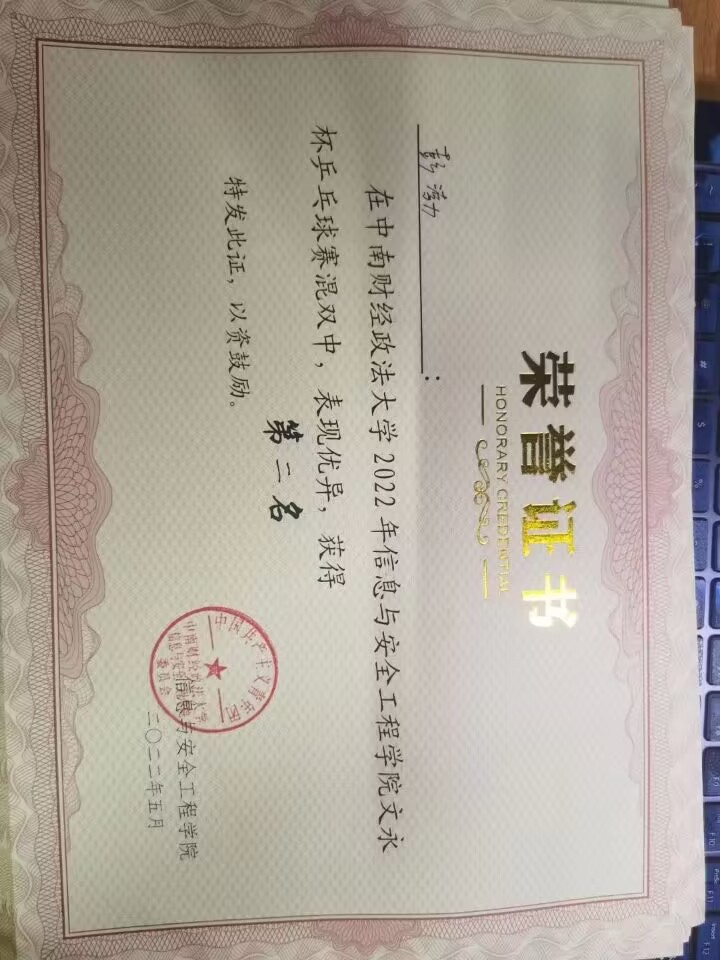 荣誉证书
HONORARY CREDENTIAL
彭 :
在中南财经政法大学2022年信息与安全工程学院文永
杯乒乓球赛混双中，表现优异，获得
第二名
特发此证，以资鼓励。
中国共产主义青年团
中南财经政法大学
信息与安全工程学院
委员会
信息与安全工程学院
二〇二二年五月